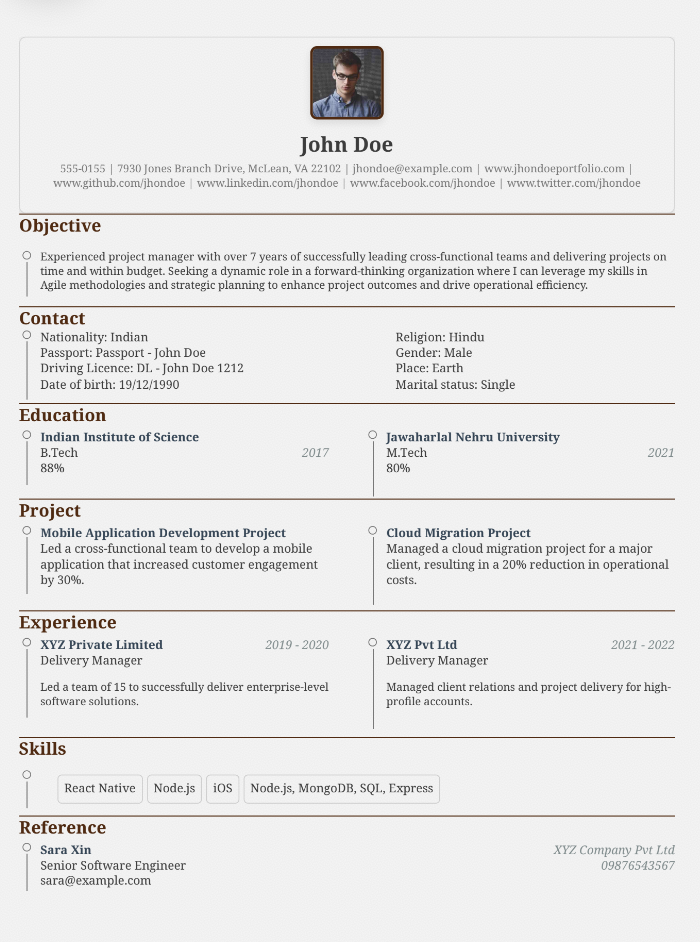 John Doe
555-0155 | 7930 Jones Branch Drive, McLean, VA 22102 | jhondoe@example.com | www.jhondoeportfolio.com |
www.github.com/jhondoe | www.linkedin.com/jhondoe | www.facebook.com/jhondoe | www.twitter.com/jhondoe
Objective
Experienced project manager with over 7 years of successfully leading cross-functional teams and delivering projects on
time and within budget. Seeking a dynamic role in a forward-thinking organization where I can leverage my skills in
Agile methodologies and strategic planning to enhance project outcomes and drive operational efficiency.
Contact
Nationality: Indian
Passport: Passport - John Doe
Driving Licence: DL - John Doe 1212
Date of birth: 19/12/1990
Religion: Hindu
Gender: Male
Place: Earth
Marital status: Single
Education
Indian Institute of Science
B.Tech 2017
88%
Jawaharlal Nehru University
M.Tech 2021
80%
Project
Mobile Application Development Project
Led a cross-functional team to develop a mobile
application that increased customer engagement
by 30%.
Cloud Migration Project
Managed a cloud migration project for a major
client, resulting in a 20% reduction in operational
costs.
Experience
XYZ Private Limited 2019 - 2020
Delivery Manager
Led a team of 15 to successfully deliver enterprise-level
software solutions.
XYZ Pvt Ltd 2021 - 2022
Delivery Manager
Managed client relations and project delivery for high-
profile accounts.
Skills
React Native Node.js iOS Node.js, MongoDB, SQL, Express
Reference
Sara Xin XYZ Company Pvt Ltd
Senior Software Engineer 09876543567
sara@example.com